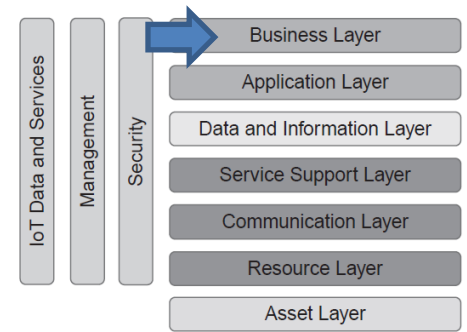 IoT Data and Services
Management
Security
Business Layer
Application Layer
Data and Information Layer
Service Support Layer
Communication Layer
Resource Layer
Asset Layer